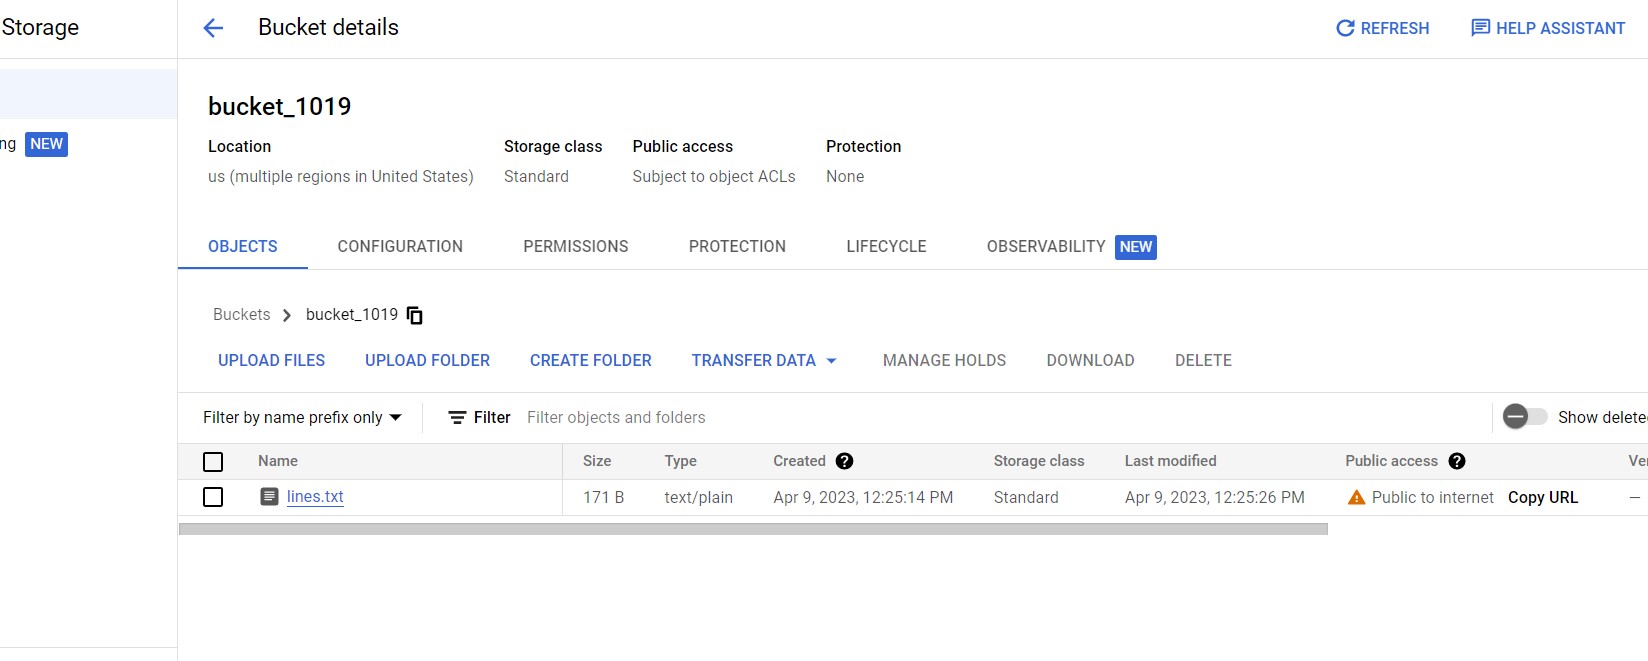 Storage
Bucket details
REFRESH
HELP ASSISTANT
ng NEW
bucket_1019
Location Storage class Public access Protection
us (multiple regions in United States) Standard Subject to object ACLs None
OBJECTS CONFIGURATION PERMISSIONS PROTECTION LIFECYCLE OBSERVABILITY NEW
Buckets > bucket_1019
UPLOAD FILES UPLOAD FOLDER CREATE FOLDER TRANSFER DATA MANAGE HOLDS DOWNLOAD DELETE
Filter by name prefix only Filter Filter objects and folders Show delete
Name Size Type Created ? Storage class Last modified Public access ? Ver
lines.txt 171 B text/plain Apr 9, 2023, 12:25:14 PM Standard Apr 9, 2023, 12:25:26 PM Public to internet Copy URL —